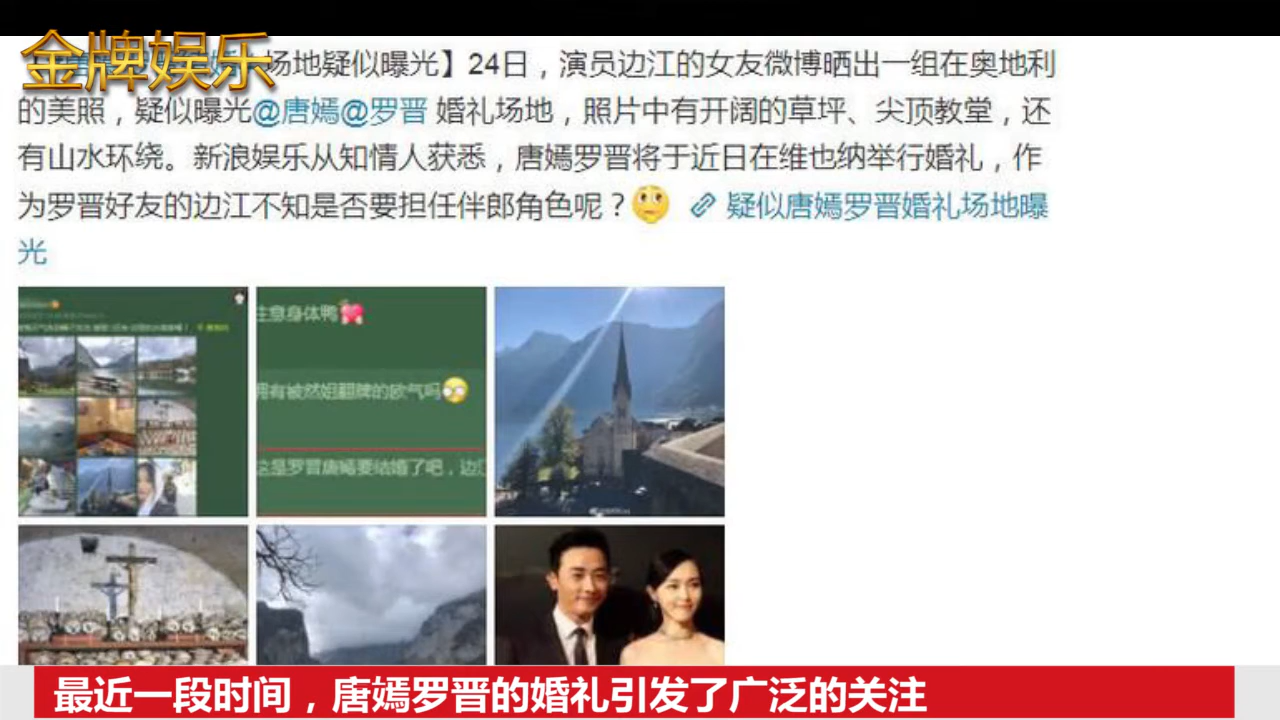 金牌娱乐
场地疑似曝光】24日，演员边江的女友微博晒出一组在奥地利
的美照，疑似曝光@唐嫣@罗晋 婚礼场地，照片中有开阔的草坪、尖顶教堂，还
有山水环绕。新浪娱乐从知情人获悉，唐嫣罗晋将于近日在维也纳举行婚礼，作
为罗晋好友的边江不知是否要担任伴郎角色呢？ 疑似唐嫣罗晋婚礼场地曝
光
注意身体鸭
拥有被然姐翻牌的欧气吗
这是罗晋唐嫣要结婚了吧，边江
最近一段时间，唐嫣罗晋的婚礼引发了广泛的关注